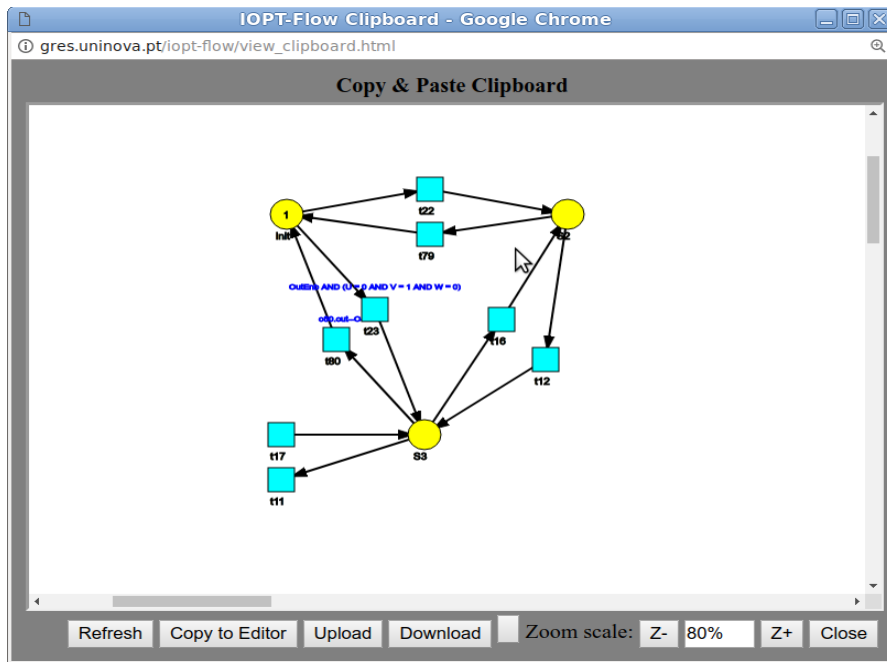 IOPT-Flow Clipboard - Google Chrome
gres.uninova.pt/iopt-flow/view_clipboard.html
Copy & Paste Clipboard
t22
1
Init
S2
t79
OutEna AND (U = 0 AND V = 1 AND W = 0)
t23
t16
t80
t12
t17
S3
t11
Refresh Copy to Editor Upload Download Zoom scale: Z- 80% Z+ Close